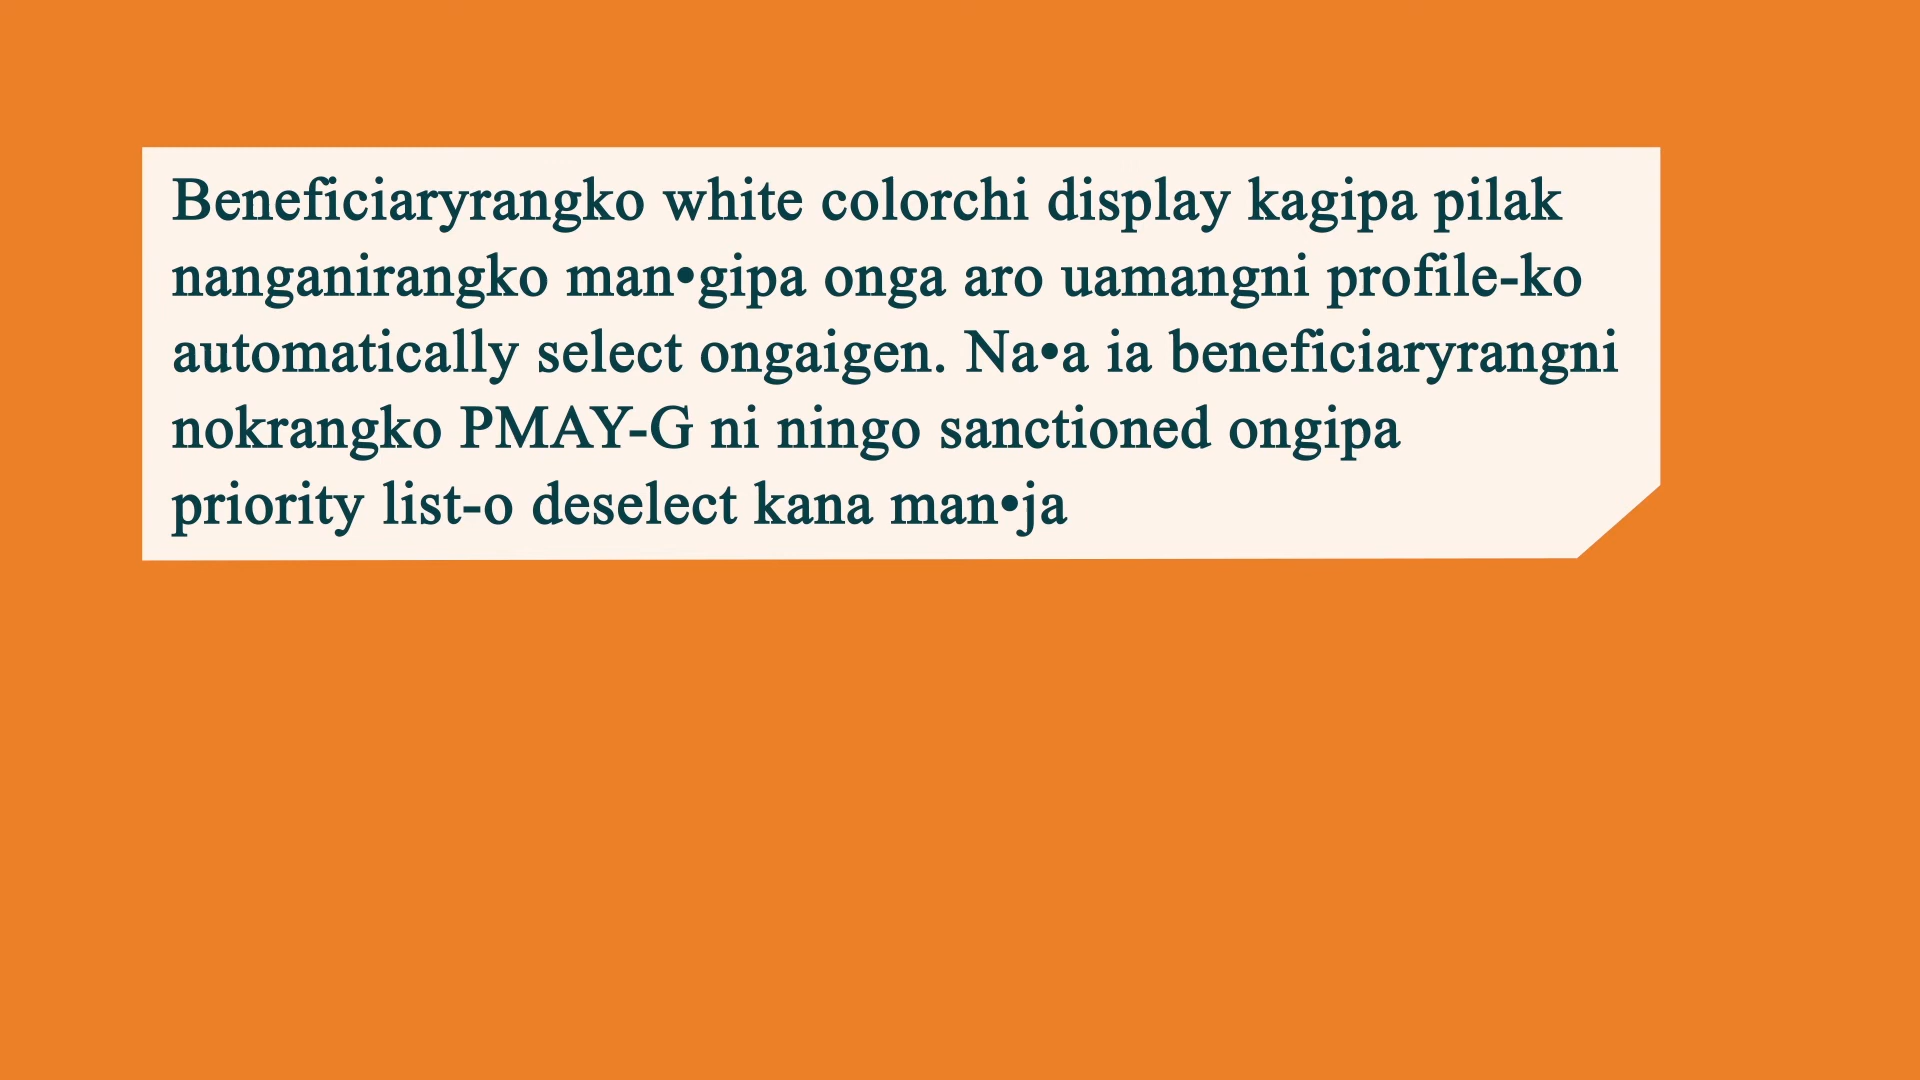 Beneficiaryrangko white colorchi display kagipa pilak
nanganirangko man•gipa onga aro uamangni profile-ko
automatically select ongaigen. Na•a ia beneficiaryrangni
nokrangko PMAY-G ni ningo sanctioned ongipa
priority list-o deselect kana man•ja